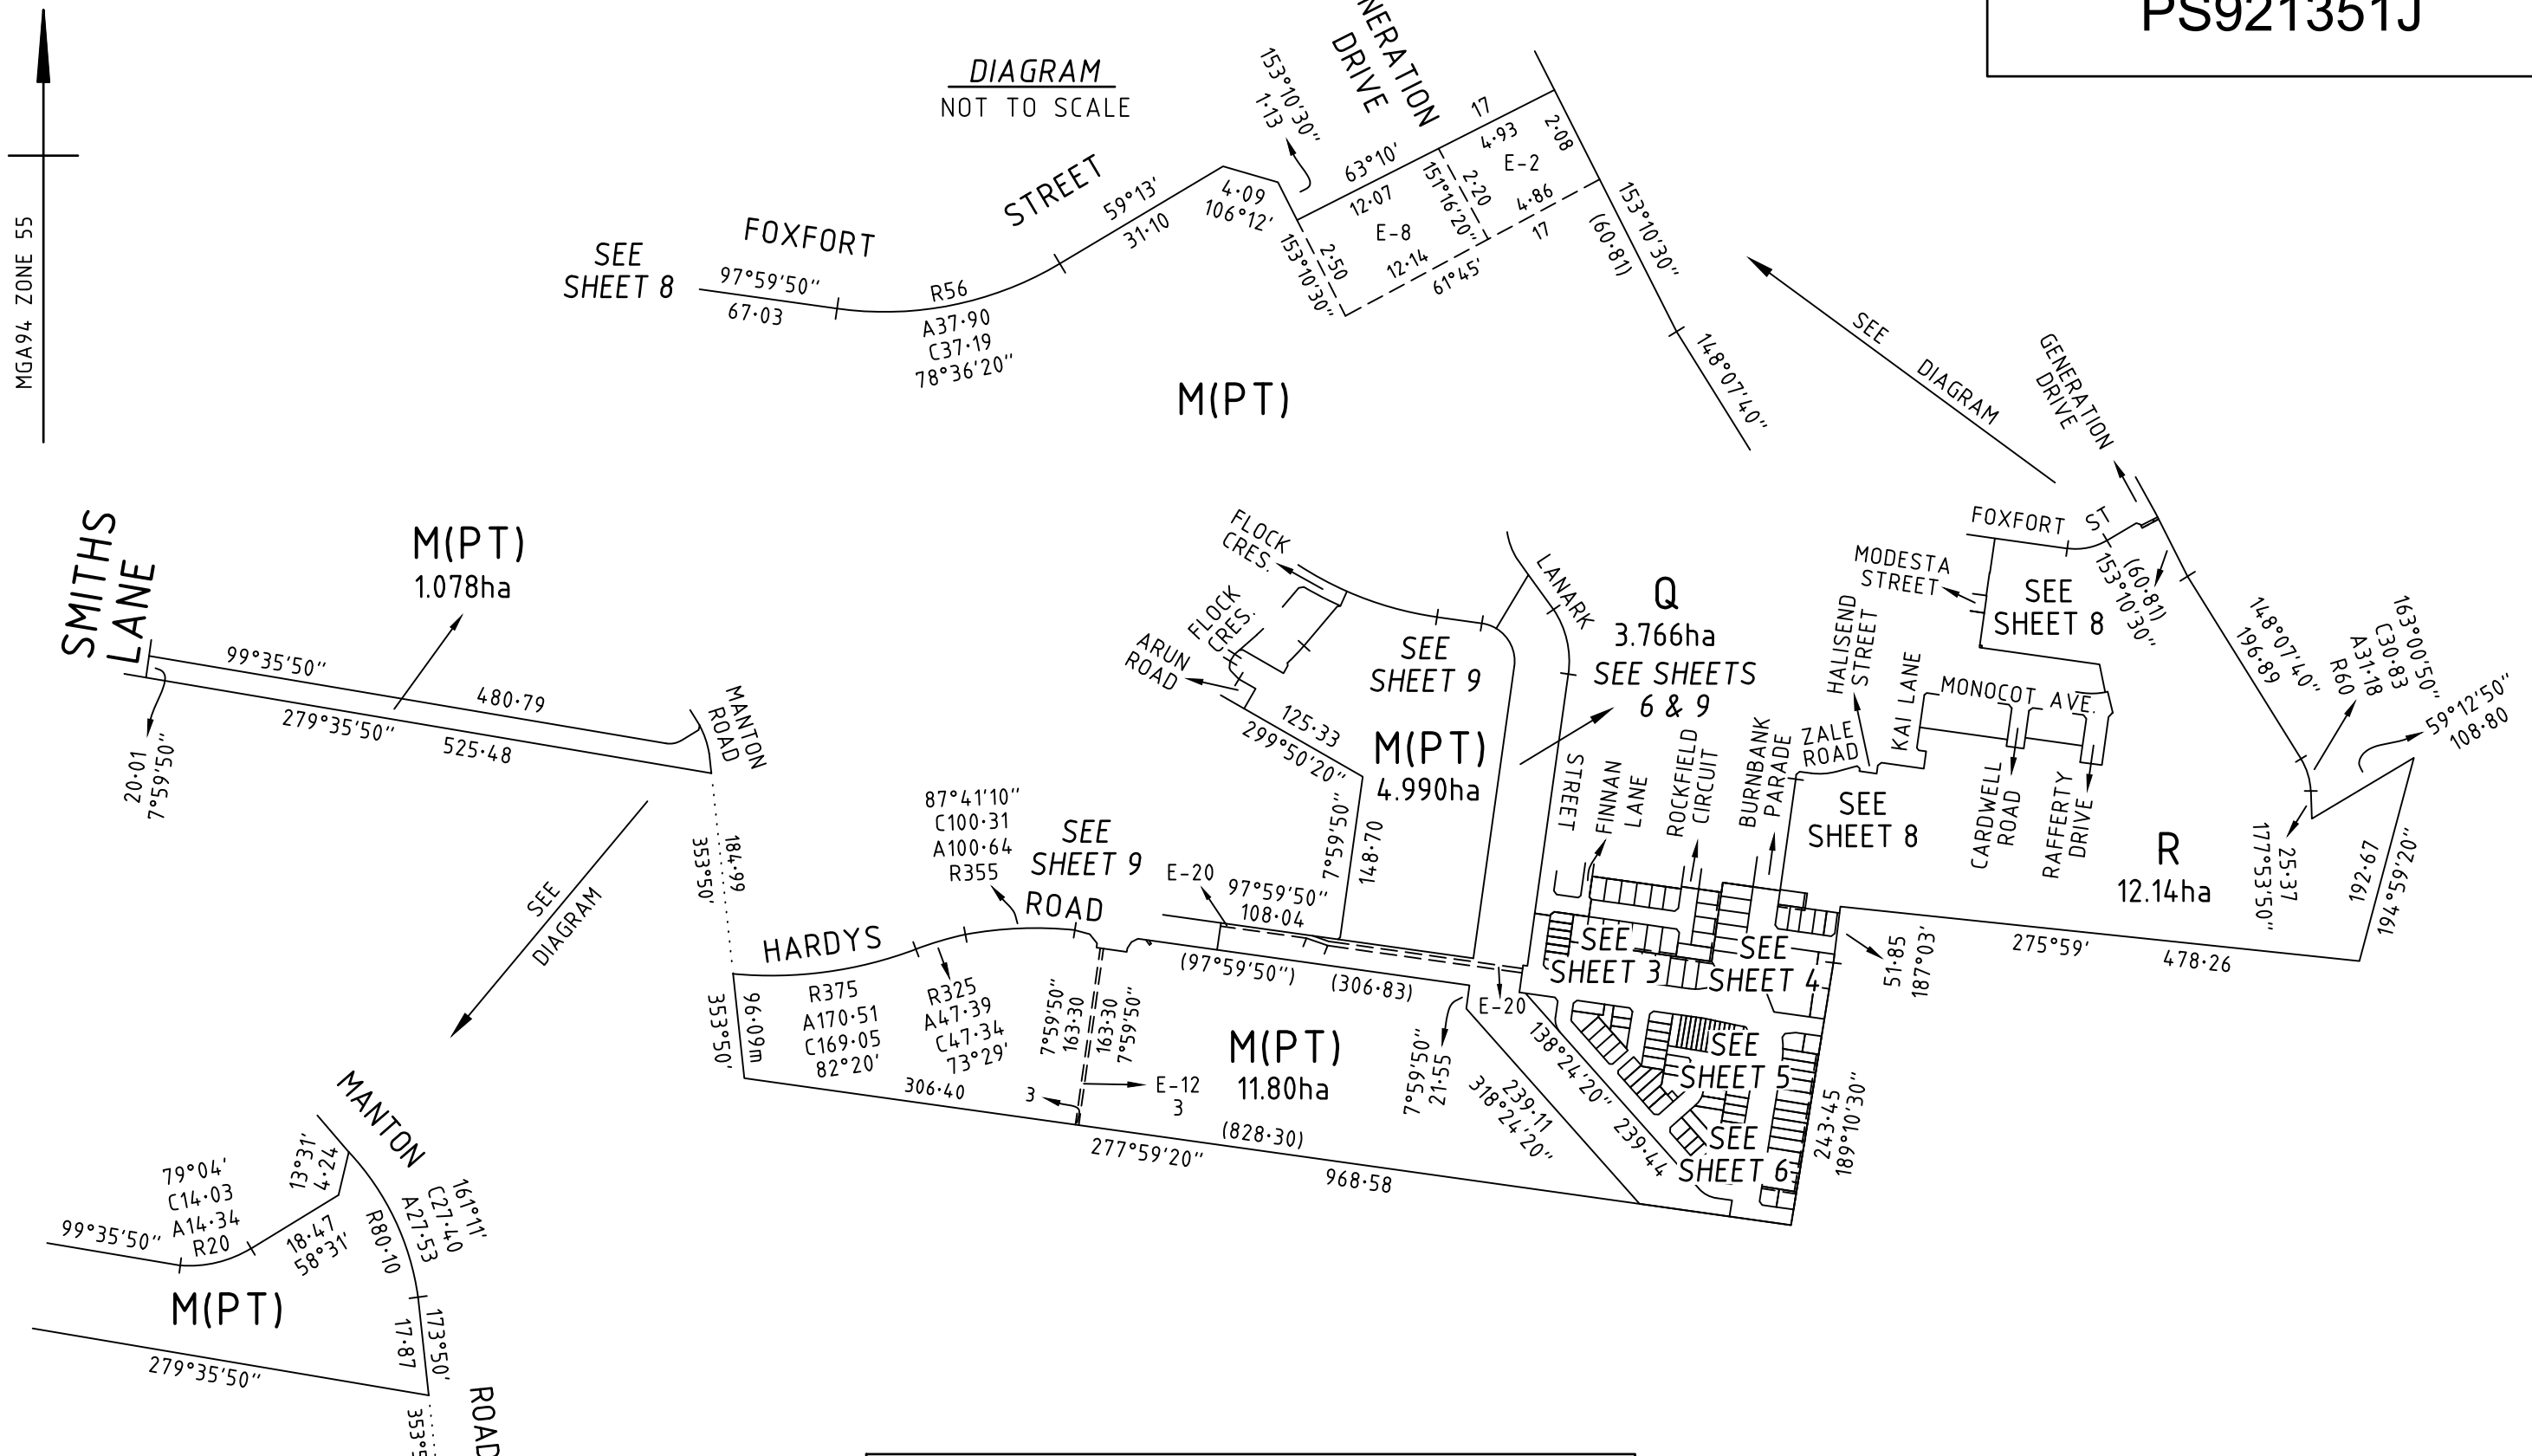 PS921351J
MGA94 ZONE 55
DIAGRAM
NOT TO SCALE
DRIVE
153°10'30"
1·13
SEE
SHEET 8
FOXFORT
STREET
97°59'50"
67·03
R56
A37·90
C37·19
78°36'20"
59°13'
31·10
4·09
106°12'
63°10'
12·07
17
4·93
2·08
E-2
2·20
151°16'20"
4·86
17
E-8
2·50
153°10'30"
12·14
61°45'
153°10'30"
(60·81)
148°07'40"
M(PT)
SEE
DIAGRAM
SMITHS
LANE
M(PT)
1.078ha
99°35'50"
480·79
279°35'50"
525·48
20·01
7°59'50"
MANTON
ROAD
184·99
353°50'
SEE
DIAGRAM
FLOCK
CRES.
FLOCK
CRES.
ARUN
ROAD
LANARK
STREET
SEE
SHEET 9
125·33
299°50'20"
M(PT)
4.990ha
7°59'50"
148·70
Q
3.766ha
SEE SHEETS
6 & 9
FINNAN
LANE
ROCKFIELD
CIRCUIT
BURNBANK
PARADE
GENERATION
DRIVE
FOXFORT ST
MODESTA
STREET
SEE
SHEET 8
(60·81)
153°10'30"
HALISEND
STREET
KAI LANE
MONOCOT AVE.
ZALE
ROAD
SEE
SHEET 8
CARDWELL
ROAD
RAFFERTY
DRIVE
148°07'40"
196·89
163°00'50"
C30·83
A31·18
R60
59°12'50"
108·80
R
12.14ha
25·37
177°53'50"
192·67
194°59'20"
275°59'
478·26
51·85
187°03'
HARDYS
ROAD
87°41'10"
C100·31
A100·64
R355
SEE
SHEET 9
E-20
97°59'50"
108·04
(97°59'50")
(306·83)
E-20
353°50'
96·09m
R375
A170·51
C169·05
82°20'
R325
A47·39
C47·34
73°29'
7°59'50"
163·30
163·30
7°59'50"
306·40
3
E-12
3
M(PT)
11.80ha
(828·30)
277°59'20"
968·58
7°59'50"
21·55
239·11
318°24'20"
138°24'20"
239·44
SEE
SHEET 3
SEE
SHEET 4
SEE
SHEET 5
SEE
SHEET 6
243·45
189°10'30"
MANTON
ROAD
79°04'
C14·03
A14·34
R20
99°35'50"
18·47
58°31'
13°31'
4·24
161°11'
C27·40
A27·53
R80·10
173°50'
17·87
M(PT)
279°35'50"